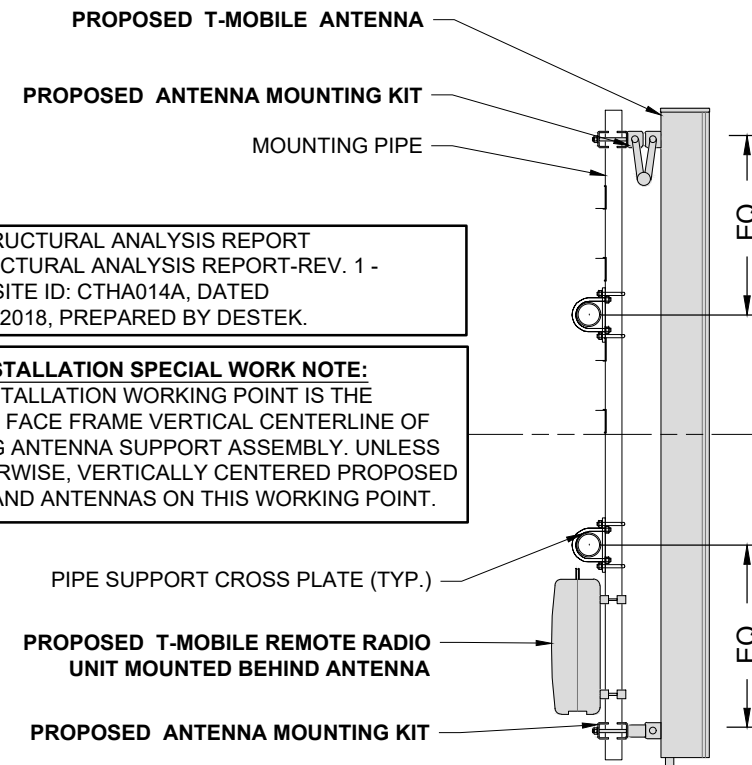 PROPOSED T-MOBILE ANTENNA
PROPOSED ANTENNA MOUNTING KIT
MOUNTING PIPE
EQ
RUCTURAL ANALYSIS REPORT
CTURAL ANALYSIS REPORT-REV. 1 -
SITE ID: CTHA014A, DATED
2018, PREPARED BY DESTEK.
STALLATION SPECIAL WORK NOTE:
TALLATION WORKING POINT IS THE
FACE FRAME VERTICAL CENTERLINE OF
G ANTENNA SUPPORT ASSEMBLY. UNLESS
ERWISE, VERTICALLY CENTERED PROPOSED
AND ANTENNAS ON THIS WORKING POINT.
PIPE SUPPORT CROSS PLATE (TYP.)
EQ
PROPOSED T-MOBILE REMOTE RADIO
UNIT MOUNTED BEHIND ANTENNA
PROPOSED ANTENNA MOUNTING KIT